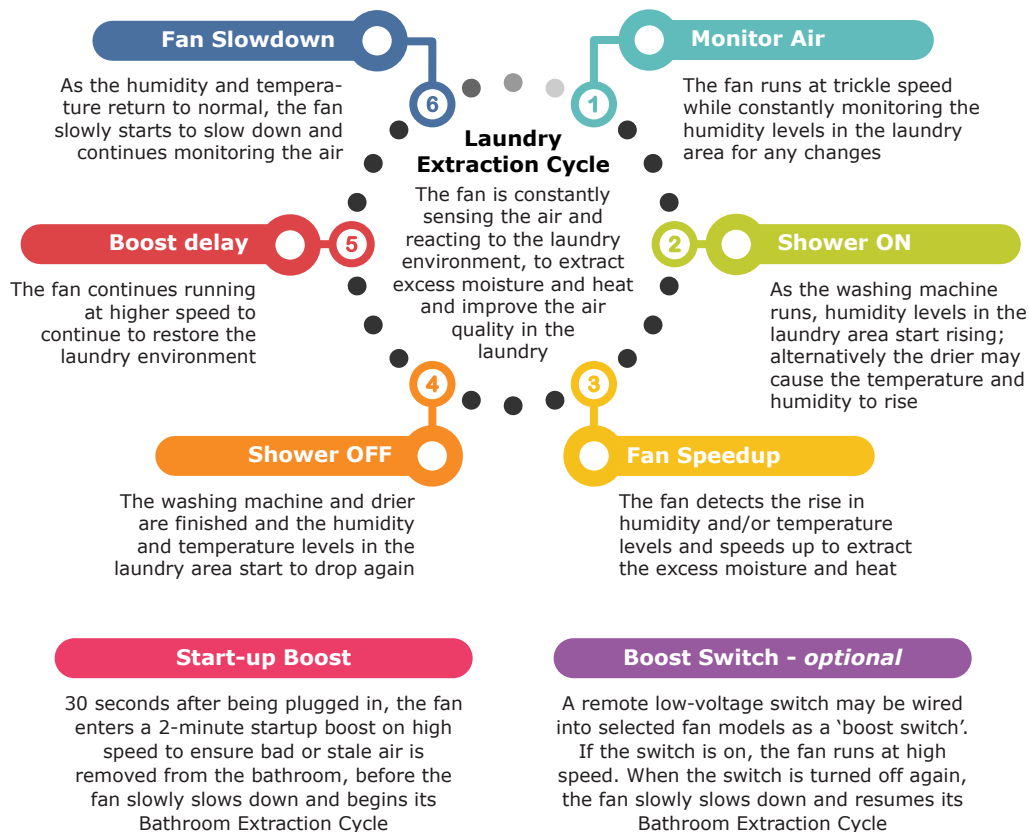 Fan Slowdown
As the humidity and tempera-
ture return to normal, the fan
slowly starts to slow down and
continues monitoring the air
6
1
Monitor Air
The fan runs at trickle speed
while constantly monitoring the
humidity levels in the laundry
area for any changes
Laundry
Extraction Cycle
The fan is constantly
sensing the air and
reacting to the laundry
environment, to extract
excess moisture and heat
and improve the air
quality in the
laundry
Boost delay
5
The fan continues running
at higher speed to
continue to restore the
laundry environment
2
Shower ON
As the washing machine
runs, humidity levels in the
laundry area start rising;
alternatively the drier may
cause the temperature and
humidity to rise
4
Shower OFF
The washing machine and drier
are finished and the humidity
and temperature levels in the
laundry area start to drop again
3
Fan Speedup
The fan detects the rise in
humidity and/or temperature
levels and speeds up to extract
the excess moisture and heat
Start-up Boost
30 seconds after being plugged in, the fan
enters a 2-minute startup boost on high
speed to ensure bad or stale air is
removed from the bathroom, before the
fan slowly slows down and begins its
Bathroom Extraction Cycle
Boost Switch - optional
A remote low-voltage switch may be wired
into selected fan models as a ‘boost switch’.
If the switch is on, the fan runs at high
speed. When the switch is turned off again,
the fan slowly slows down and resumes its
Bathroom Extraction Cycle